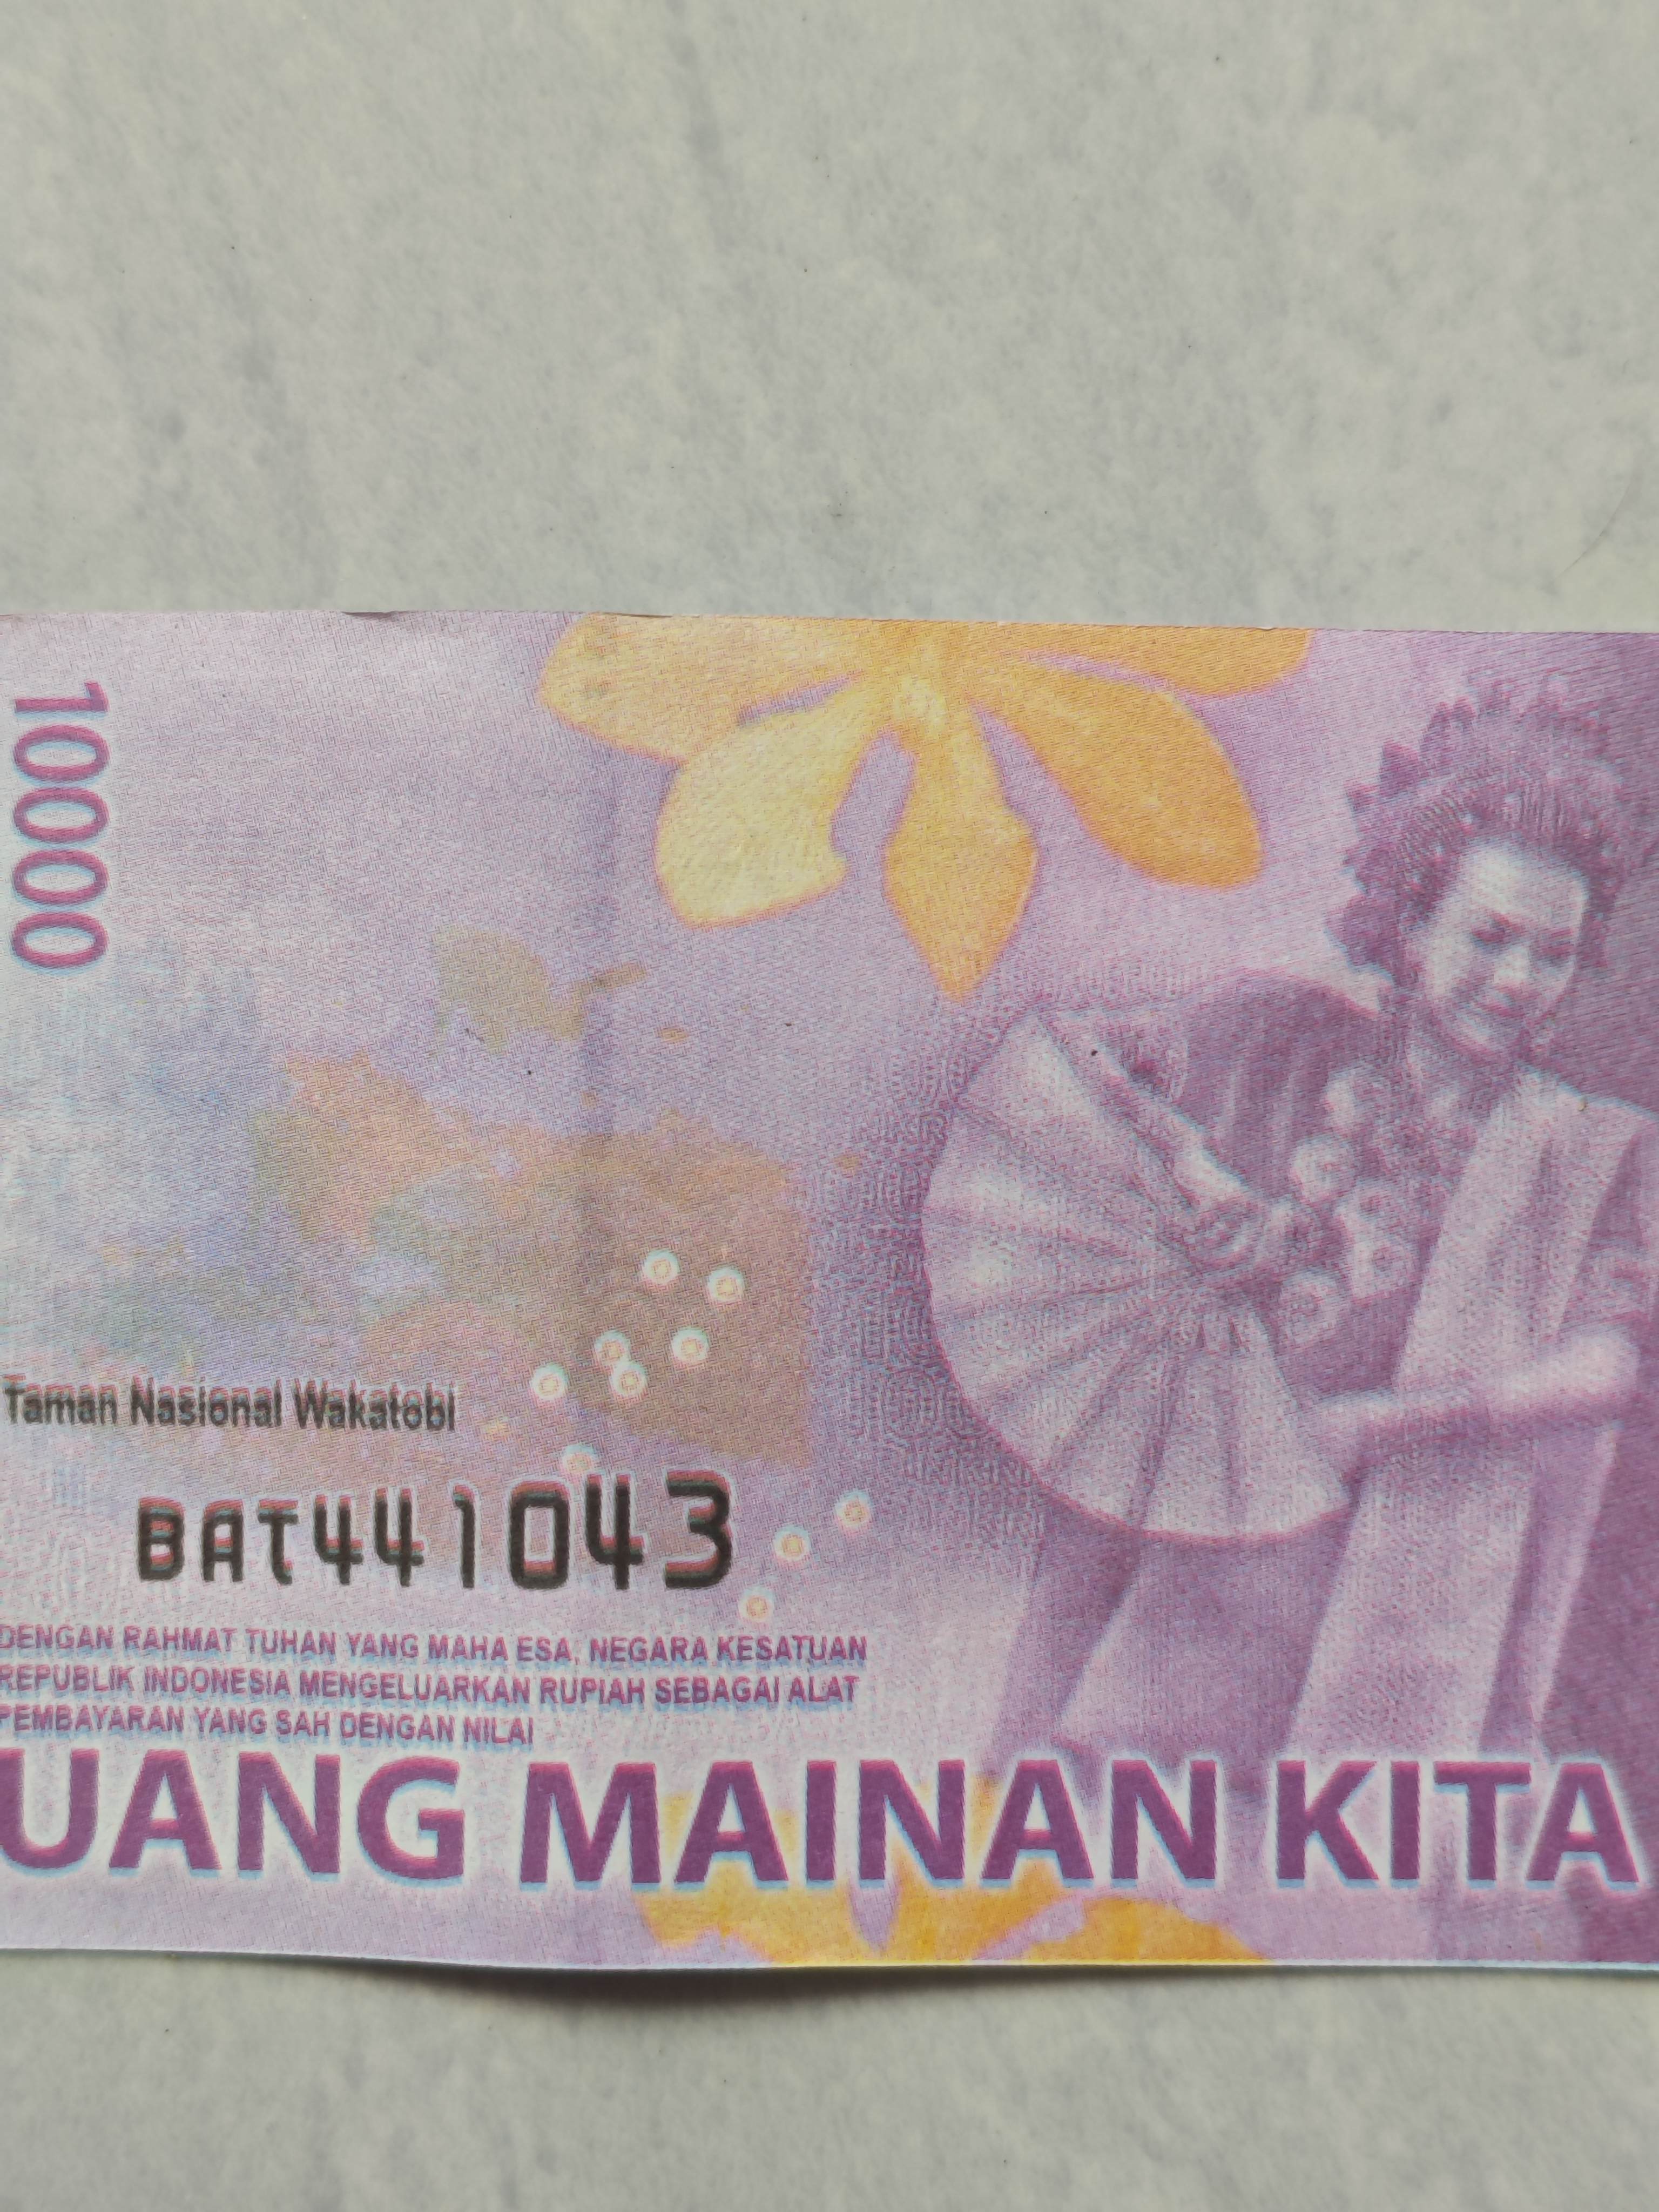 10000
Taman Nasional Wakatobi
BAT441043
DENGAN RAHMAT TUHAN YANG MAHA ESA, NEGARA KESATUAN
REPUBLIK INDONESIA MENGELUARKAN RUPIAH SEBAGAI ALAT
PEMBAYARAN YANG SAH DENGAN NILAI
UANG MAINAN KITA